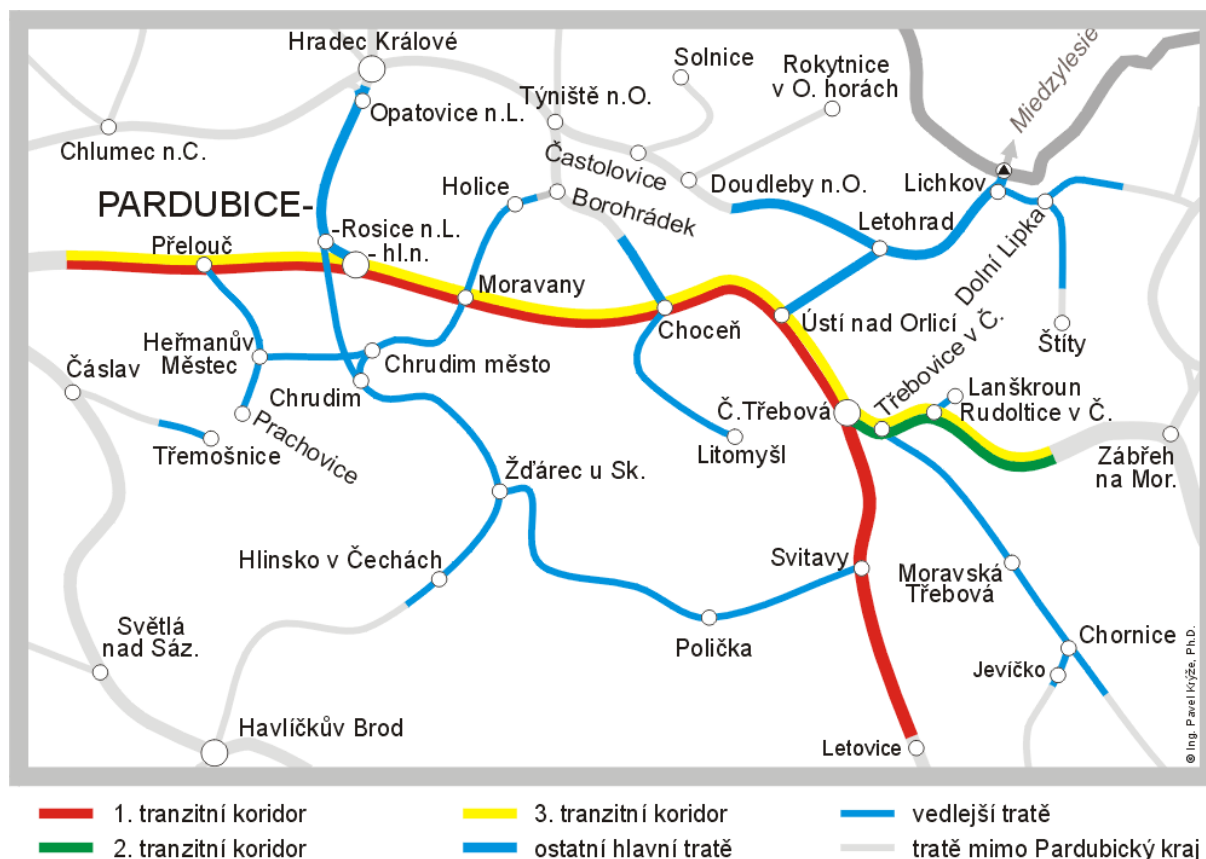 Hradec Králové
Solnice
Rokytnice
v O. horách
Miedzylesie
Opatovice n.L.
Týniště n.O.
Chlumec n.C.
Častolovice
Holice
Borohrádek
Doudleby n.O.
Lichkov
PARDUBICE-
-Rosice n.L.
- hl.n.
Letohrad
Dolní Lipka
Přelouč
Moravany
Choceň
Ústí nad Orlicí
Štíty
Heřmanův
Městec
Chrudim město
Třebovice v Č.
Čáslav
Chrudim
Lanškroun
Rudoltice v Č.
Č.Třebová
Prachovice
Třemošnice
Litomyšl
Zábřeh
na Mor.
Žďárec u Sk.
Hlinsko v Čechách
Svitavy
Moravská
Třebová
Světlá
nad Sáz.
Polička
Chornice
Jevíčko
Havlíčkův Brod
Letovice
© Ing. Pavel Krýže, Ph.D.
1. tranzitní koridor
3. tranzitní koridor
vedlejší tratě
2. tranzitní koridor
ostatní hlavní tratě
tratě mimo Pardubický kraj